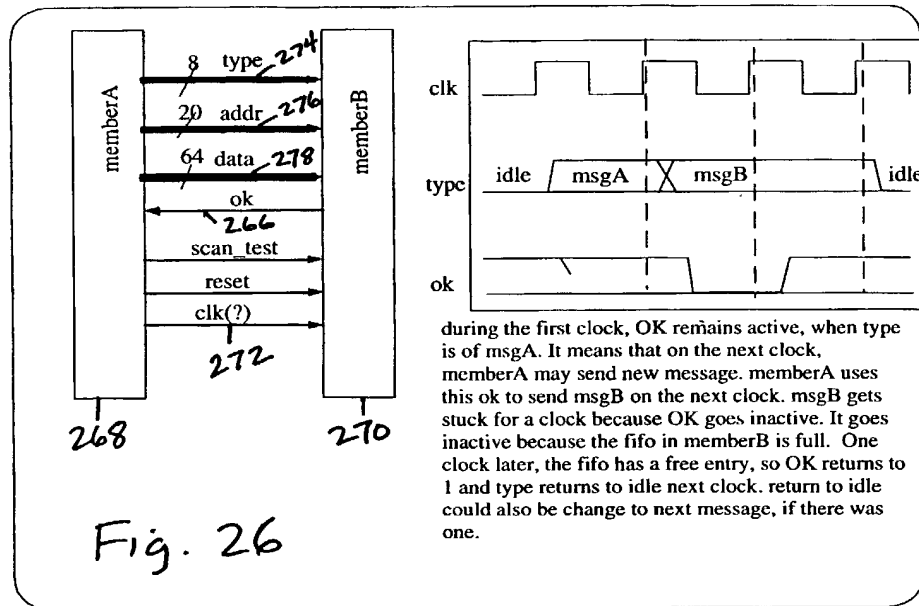 memberA
memberB
8 type 274
20 addr 276
64 data 278
ok
266
scan_test
reset
clk(?)
272
268
270
Fig. 26
clk
type
idle
msgA
msgB
idle
ok
during the first clock, OK remains active, when type
is of msgA. It means that on the next clock,
memberA may send new message. memberA uses
this ok to send msgB on the next clock. msgB gets
stuck for a clock because OK goes inactive. It goes
inactive because the fifo in memberB is full. One
clock later, the fifo has a free entry, so OK returns to
1 and type returns to idle next clock. return to idle
could also be change to next message, if there was
one.